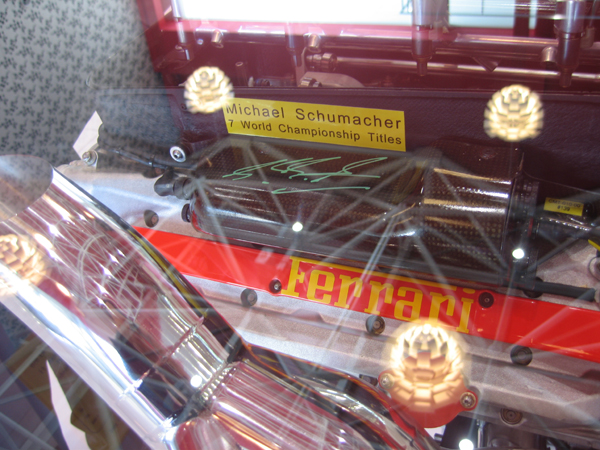 Michael Schumacher
7 World Championship Titles
Ferrari